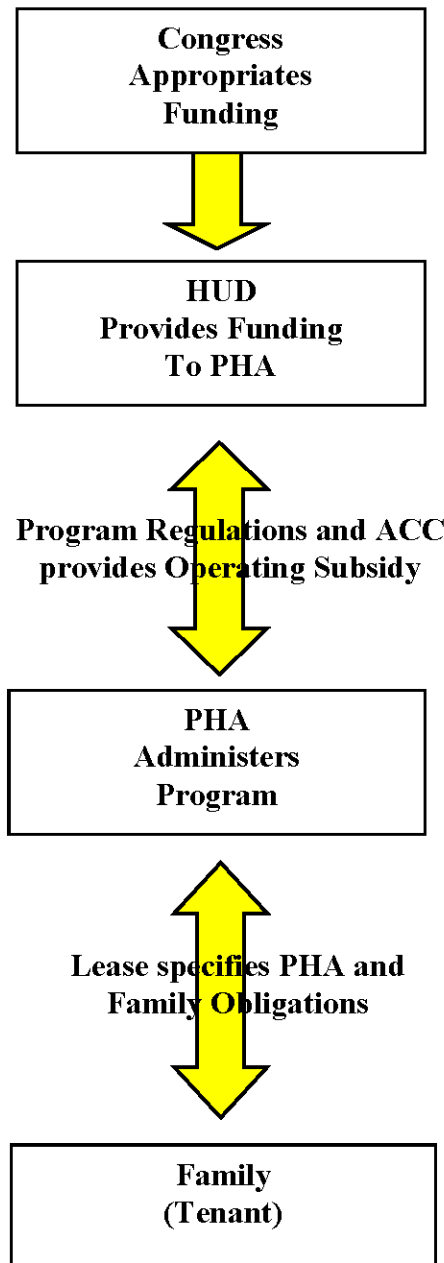 Congress
Appropriates
Funding
HUD
Provides Funding
To PHA
Program Regulations and ACC
provides Operating Subsidy
PHA
Administers
Program
Lease specifies PHA and
Family Obligations
Family
(Tenant)